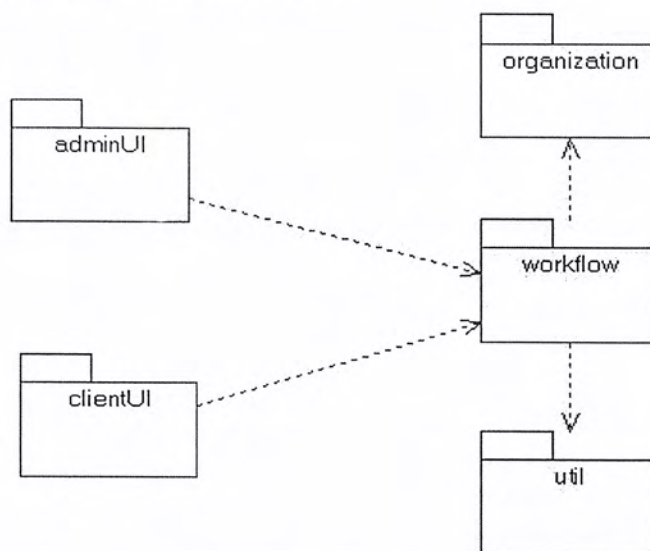 organization
adminUI
workflow
clientUI
util